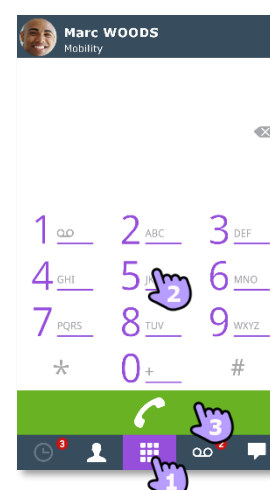 Marc WOODS
Mobility
1 2 ABC 3 DEF
4 GHI 5 JK 2 6 MNO
7 PQRS 8 TUV 9 WXYZ
* 0 + #
3
3 2
1